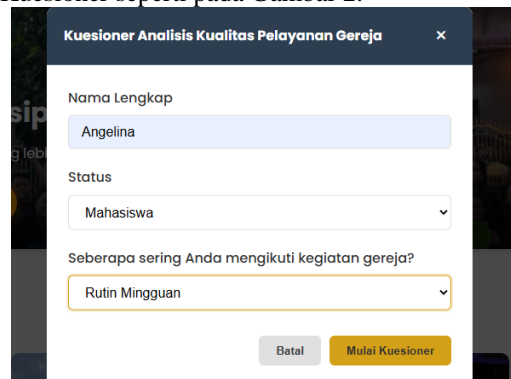 Kuesioner seperti pada Gambar 2.
Kuesioner Analisis Kualitas Pelayanan Gereja ×
Nama Lengkap
Angelina
Status
Mahasiswa
Seberapa sering Anda mengikuti kegiatan gereja?
Rutin Mingguan
Batal Mulai Kuesioner